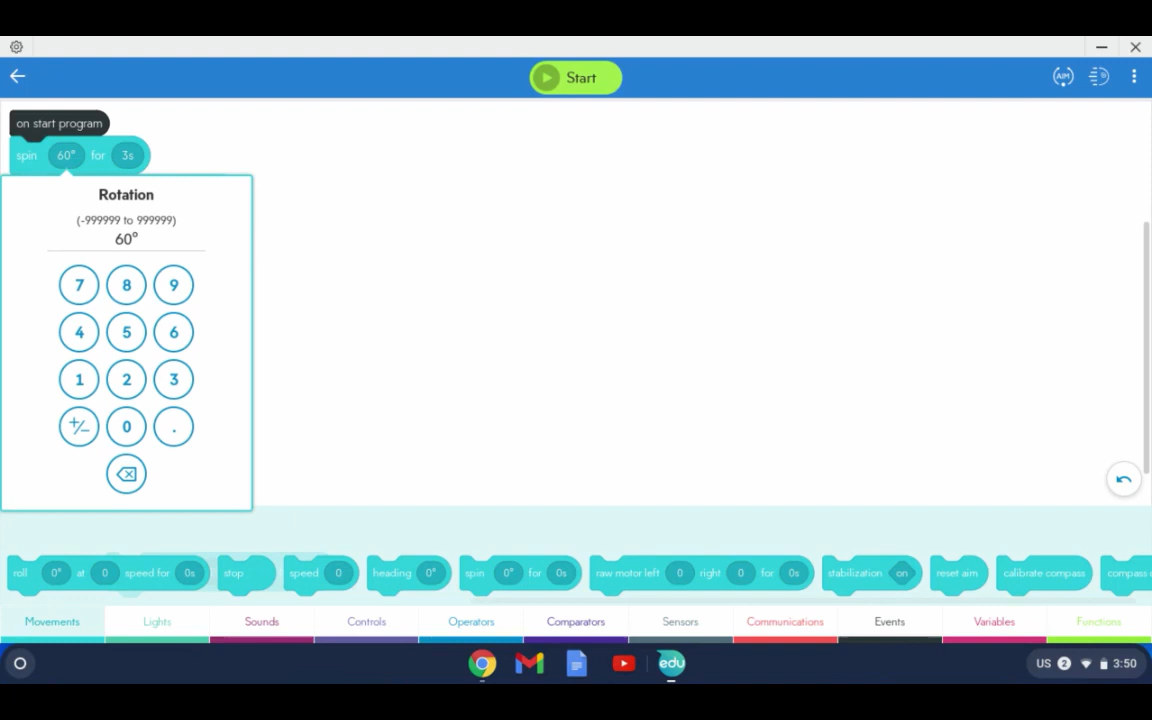 Start
AIM
on start program
spin 60° for 3s
Rotation
(-999999 to 999999)
60°
7 8 9
4 5 6
1 2 3
+/- 0 .
roll 0° at 0 speed for 0s
stop
speed 0
heading 0°
spin 0° for 0s
raw motor left 0 right 0 for 0s
stabilization on
reset aim
calibrate compass
compass
Movements Lights Sounds Controls Operators Comparators Sensors Communications Events Variables Functions
edu
US 2 3:50